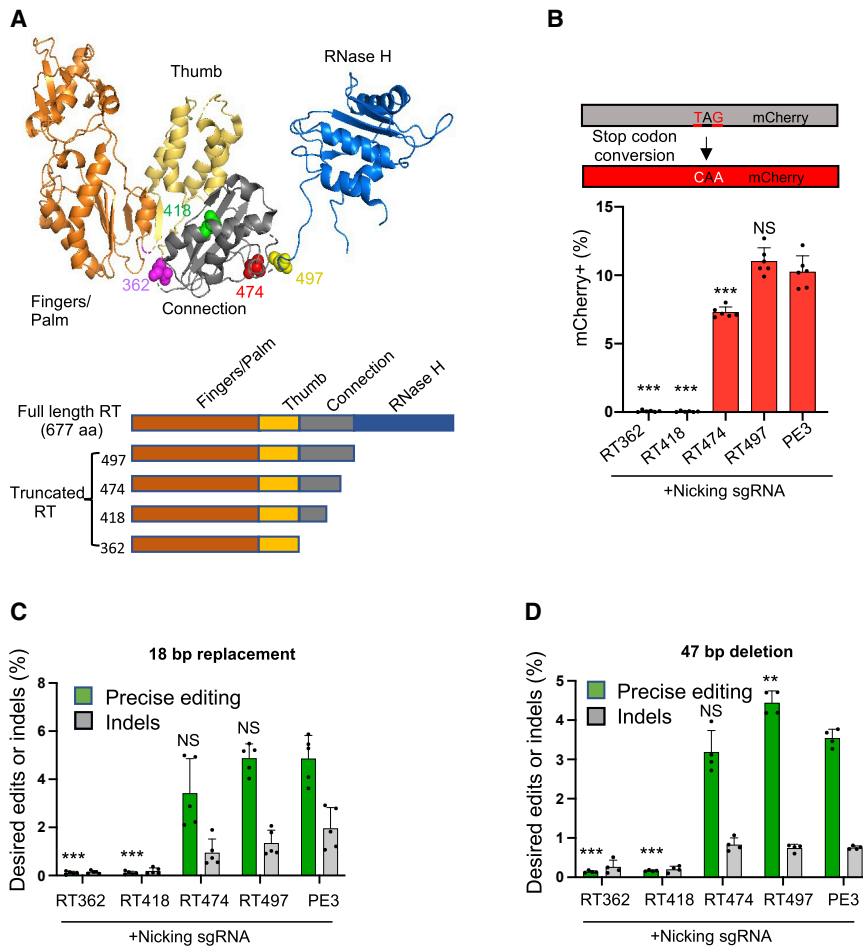 A
RNase H
Thumb
418
362
474
497
Fingers/
Palm
Connection
Fingers/Palm
Thumb
Connection
RNase H
Full length RT
(677 aa)
Truncated
RT
497
474
418
362
B
TAG mCherry
Stop codon
conversion
CAA mCherry
mCherry+ (%)
15
10
5
0
***
***
***
NS
RT362
RT418
RT474
RT497
PE3
+Nicking sgRNA
C
18 bp replacement
Desired edits or indels (%)
8
6
4
2
0
Precise editing
Indels
***
***
NS
NS
RT362 RT418 RT474 RT497 PE3
+Nicking sgRNA
D
47 bp deletion
Desired edits or indels (%)
5
4
3
2
1
0
Precise editing
Indels
***
***
NS
**
RT362 RT418 RT474 RT497 PE3
+Nicking sgRNA